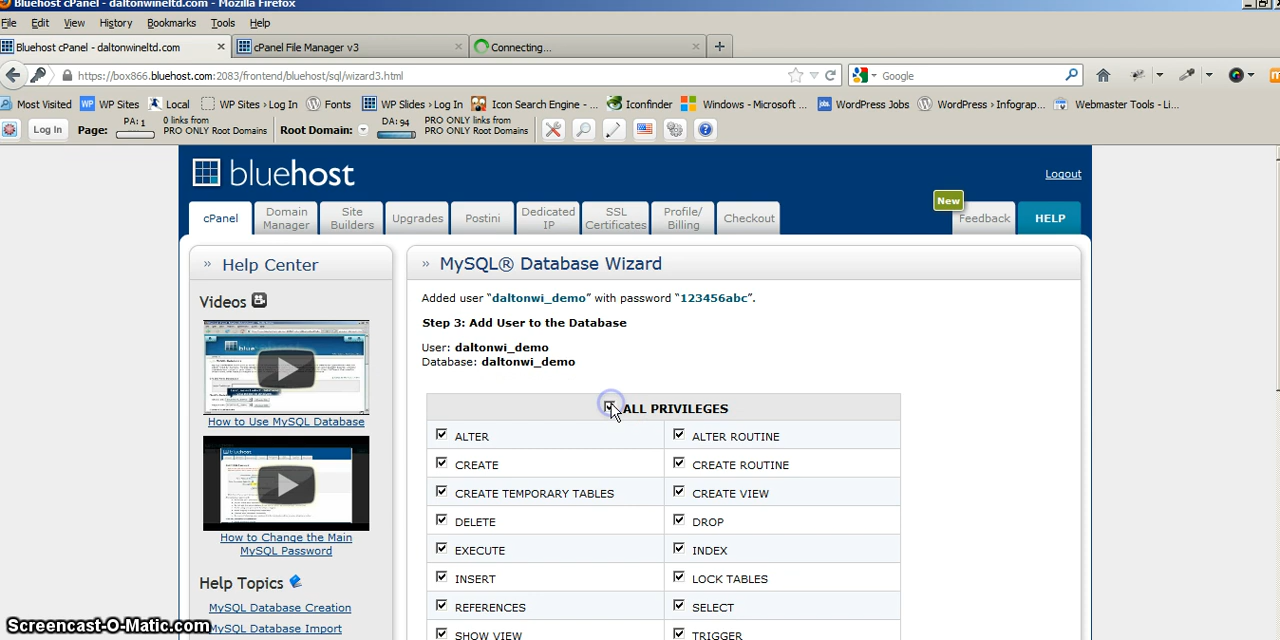 Bluehost cPanel - daltonwineltd.com - Mozilla Firefox
File Edit View History Bookmarks Tools Help
Bluehost cPanel - daltonwineltd.com × cPanel File Manager v3 × Connecting... × +
https://box866.bluehost.com:2083/frontend/bluehost/sql/wizard3.html Google
Most Visited WP Sites Local WP Sites › Log In Fonts WP Slides › Log In Icon Search Engine - ... Iconfinder Windows - Microsoft ... WordPress Jobs WordPress › Infograp... Webmaster Tools - Li...
Log In Page: PA: 1 0 links from PRO ONLY Root Domains Root Domain: DA: 94 PRO ONLY links from PRO ONLY Root Domains
bluehost Logout
New
cPanel Domain Manager Site Builders Upgrades Postini Dedicated IP SSL Certificates Profile/ Billing Checkout Feedback HELP
» Help Center
Videos
How to Use MySQL Database
How to Change the Main
MySQL Password
Help Topics
MySQL Database Creation
MySQL Database Import
» MySQL® Database Wizard
Added user "daltonwi_demo" with password "123456abc".
Step 3: Add User to the Database
User: daltonwi_demo
Database: daltonwi_demo
ALL PRIVILEGES
ALTER ALTER ROUTINE
CREATE CREATE ROUTINE
CREATE TEMPORARY TABLES CREATE VIEW
DELETE DROP
EXECUTE INDEX
INSERT LOCK TABLES
REFERENCES SELECT
SHOW VIEW TRIGGER
Screencast-O-Matic.com